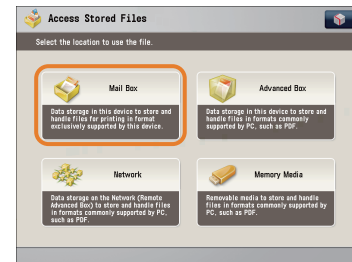 Access Stored Files
Select the location to use the file.
Mail Box
Data storage in this device to store and
handle files for printing in format
exclusively supported by this device.
Advanced Box
Data storage in this device to store and
handle files in formats commonly
supported by PC, such as PDF.
Network
Data storage on the Network (Remote
Advanced Box) to store and handle files
in formats commonly supported by PC,
such as PDF.
Memory Media
Removable media to store and handle
files in formats commonly supported by
PC, such as PDF.